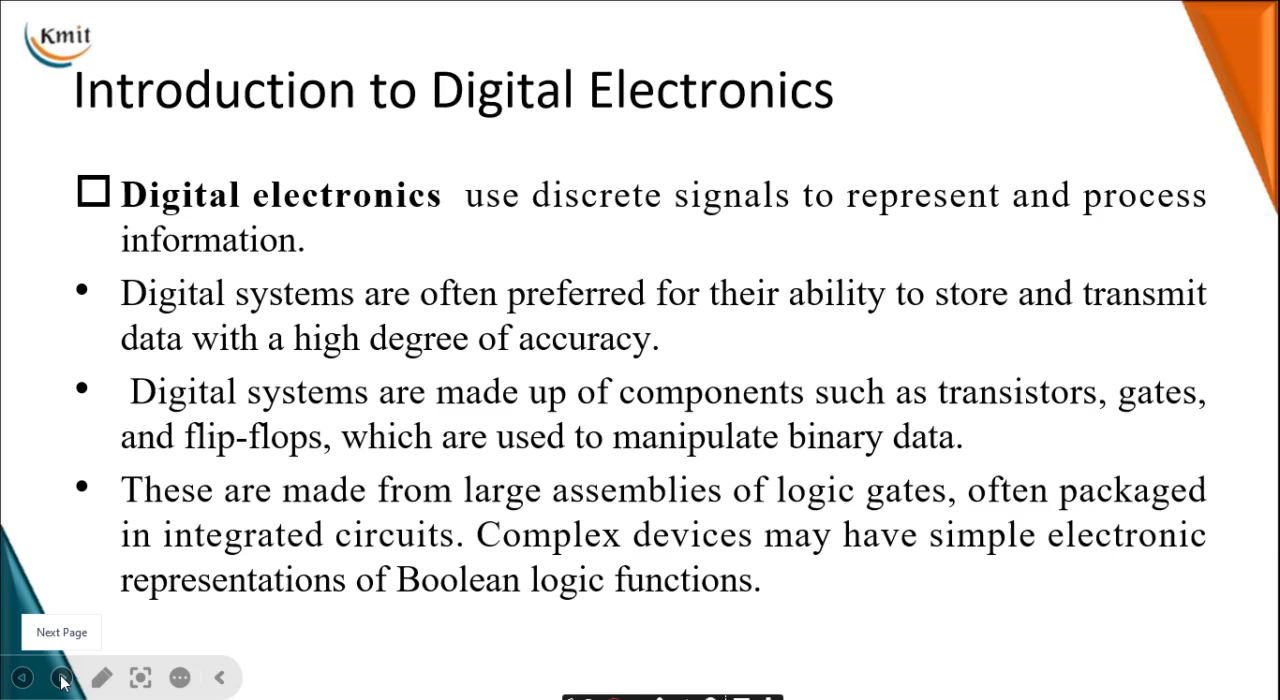 Kmit
Introduction to Digital Electronics
Digital electronics use discrete signals to represent and process
information.
• Digital systems are often preferred for their ability to store and transmit
data with a high degree of accuracy.
• Digital systems are made up of components such as transistors, gates,
and flip-flops, which are used to manipulate binary data.
• These are made from large assemblies of logic gates, often packaged
in integrated circuits. Complex devices may have simple electronic
representations of Boolean logic functions.
Next Page